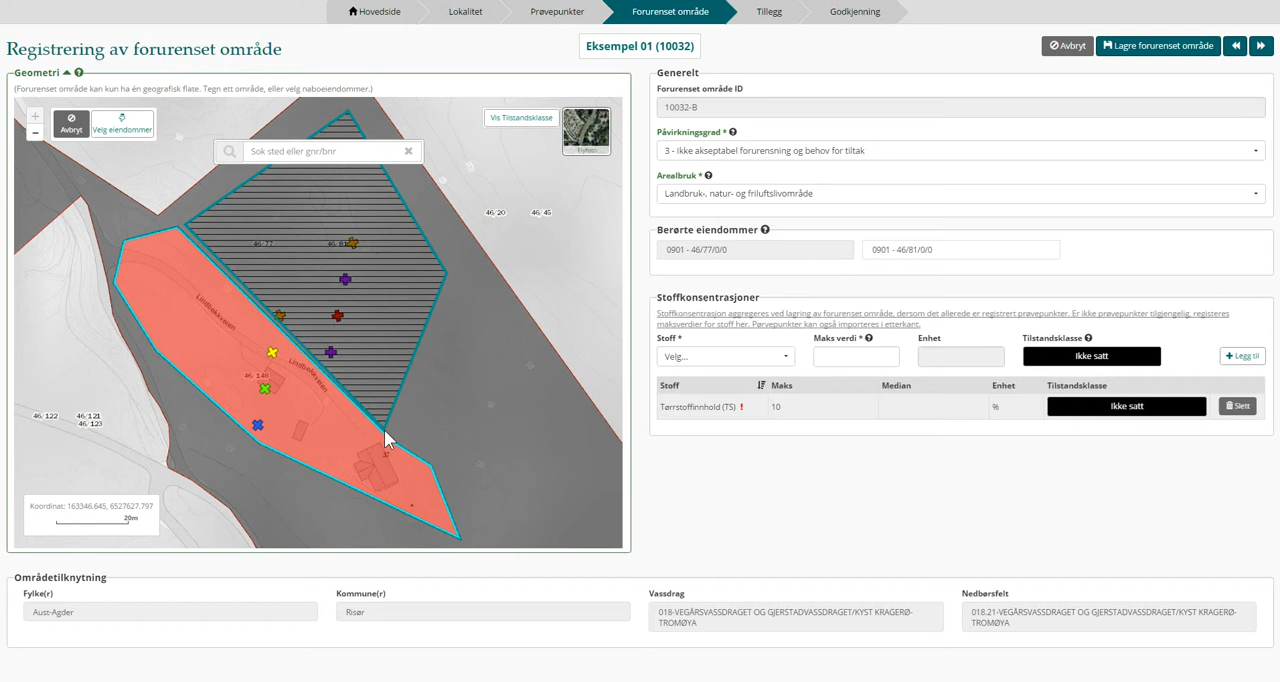 Hovedside
Lokalitet
Prøvepunkter
Forurenset område
Tillegg
Godkjenning
Registrering av forurenset område
Eksempel 01 (10032)
Avbryt
Lagre forurenset område
Geometri
(Forurenset område kan kun ha én geografisk flate. Tegn ett område, eller velg naboeiendommer.)
Avbryt
Velg eiendommer
Vis Tilstandsklasse
Flyfoto
Søk sted eller gnr/bnr
46/20
46/45
46/77
46/81
Lindbekkveien
Lindbekkveien
46/148
46/122
46/121
46/123
37
Koordinat: 163346.645, 6527627.797
20m
Generelt
Forurenset område ID
10032-B
Påvirkningsgrad *
3 - Ikke akseptabel forurensning og behov for tiltak
Arealbruk *
Landbruk-, natur- og friluftslivområde
Berørte eiendommer
0901 - 46/77/0/0
0901 - 46/81/0/0
Stoffkonsentrasjoner
Stoffkonsentrasjon aggregeres ved lagring av forurenset område, dersom det allerede er registrert prøvepunkter. Er ikke prøvepunkter tilgjengelig, registreres
maksverdier for stoff her. Pørvepunkter kan også importeres i etterkant.
Stoff *
Maks verdi *
Enhet
Tilstandsklasse
Velg...
Ikke satt
Legg til
Stoff
Maks
Median
Enhet
Tilstandsklasse
Tørrstoffinnhold (TS) !
10
%
Ikke satt
Slett
Områdetilknytning
Fylke(r)
Kommune(r)
Vassdrag
Nedbørsfelt
Aust-Agder
Risør
018-VEGÅRSVASSDRAGET OG GJERSTADVASSDRAGET/KYST KRAGERØ-
TROMØYA
018.21-VEGÅRSVASSDRAGET OG GJERSTADVASSDRAGET/KYST KRAGERØ-
TROMØYA